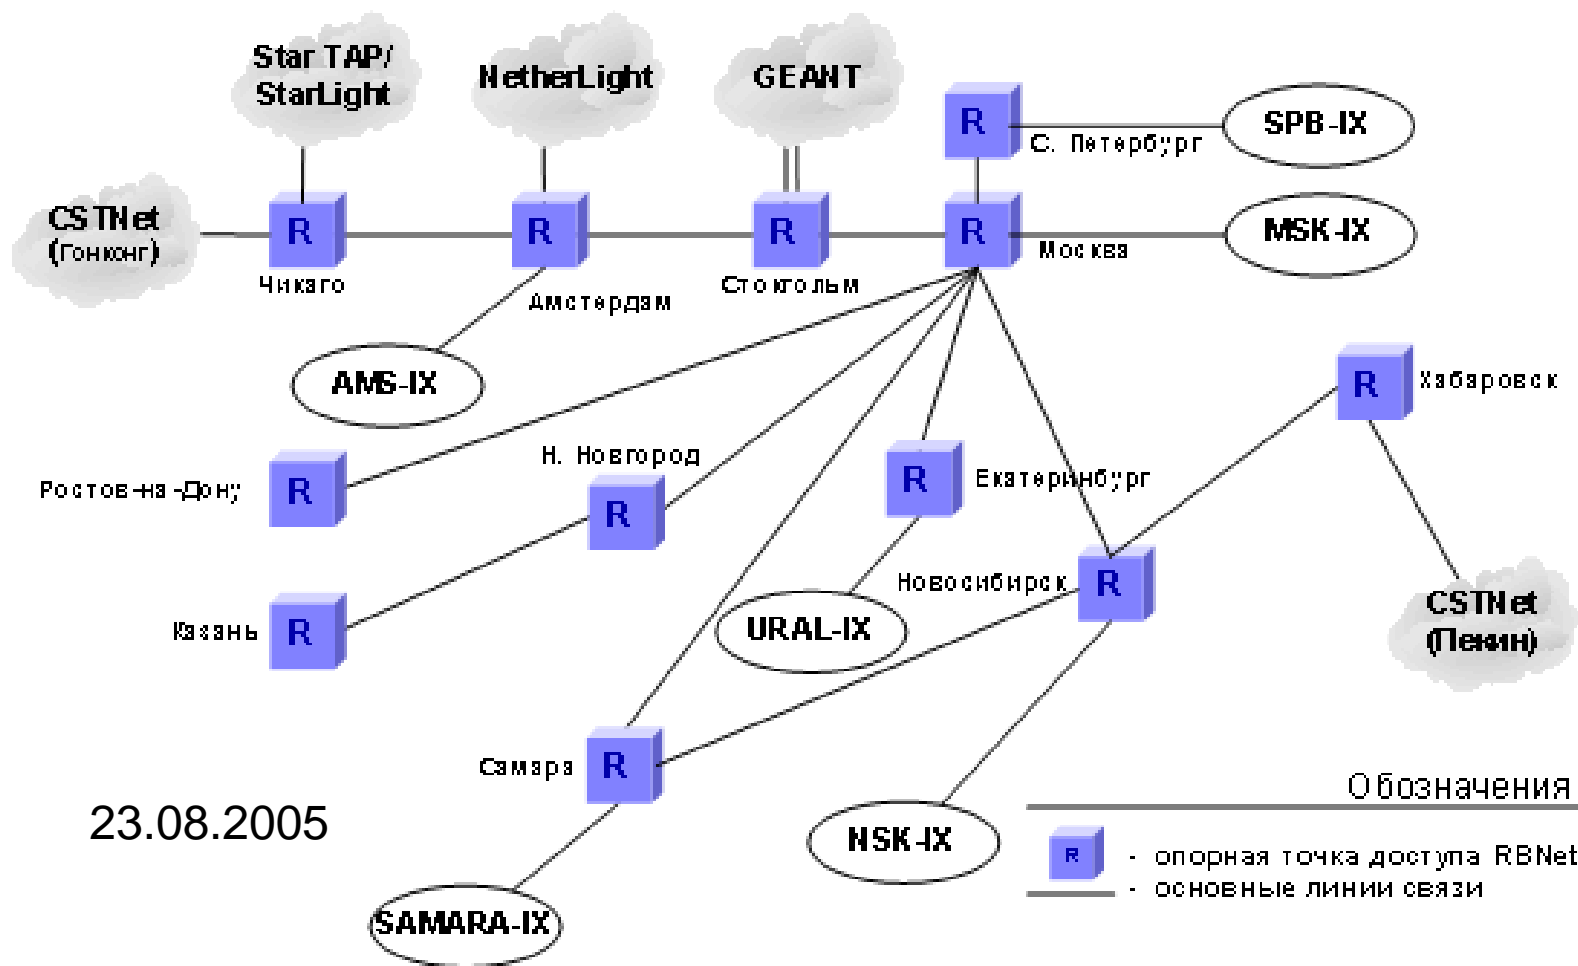 Star TAP/
StarLight
NetherLight
GEANT
R
С. Петербург
SPB-IX
CSTNet
(Гонконг)
R
Чикаго
R
Амстердам
R
Стокгольм
R
Москва
MSK-IX
AMS-IX
R
Хабаровск
Ростов-на-Дону
R
Н. Новгород
R
R
Екатеринбург
Казань
R
URAL-IX
Новосибирск
R
CSTNet
(Пекин)
Самара
R
23.08.2005
NSK-IX
SAMARA-IX
Обозначения
R - опорная точка доступа RBNet
- основные линии связи